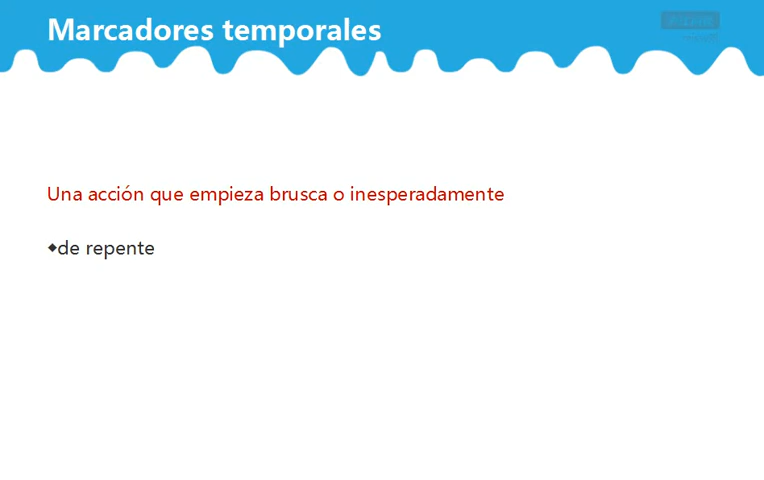 Marcadores temporales
Una acción que empieza brusca o inesperadamente
◆de repente